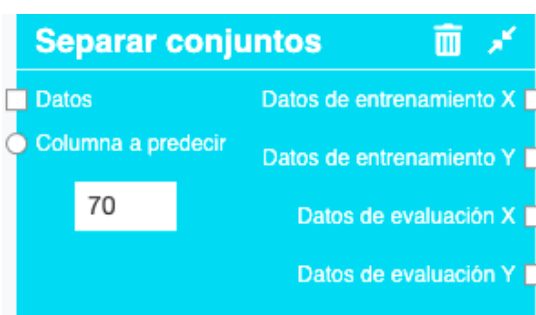 Separar conjuntos
Datos
Datos de entrenamiento X
Columna a predecir
Datos de entrenamiento Y
70
Datos de evaluación X
Datos de evaluación Y